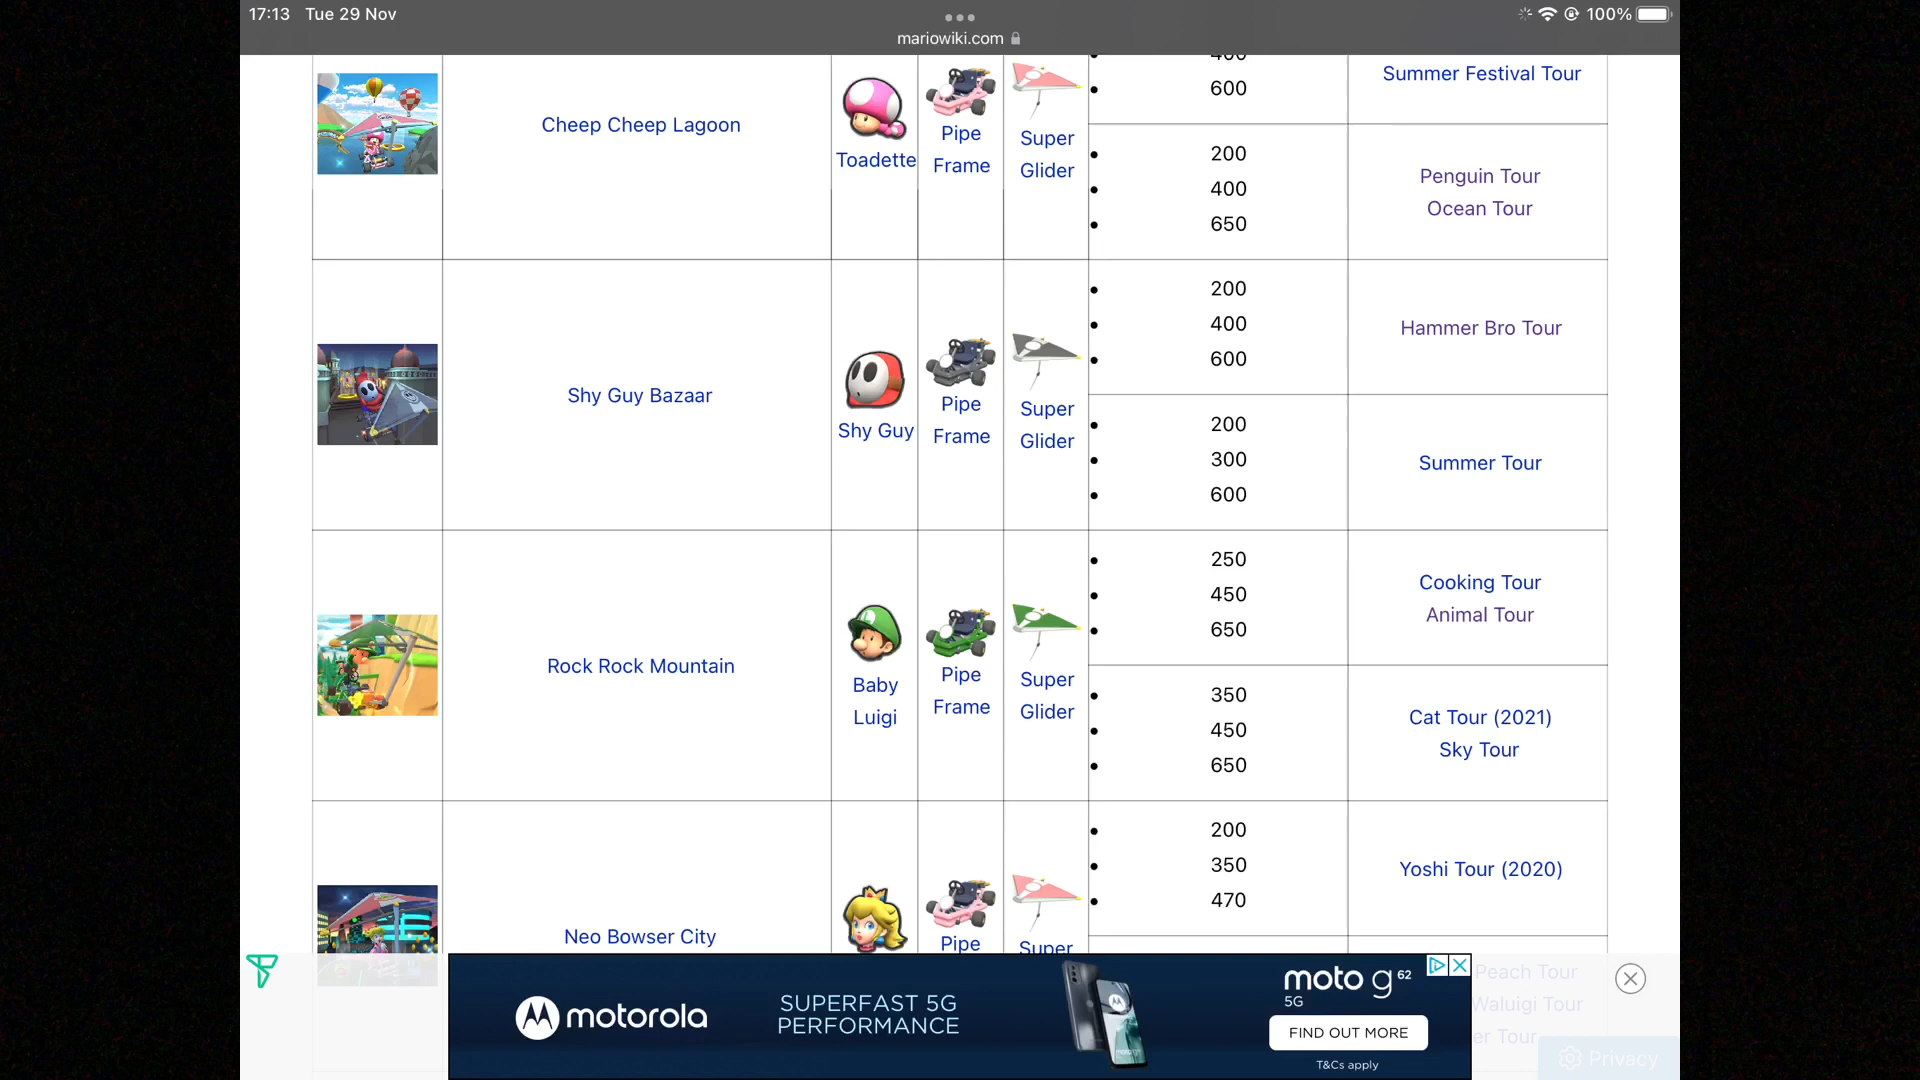 17:13 Tue 29 Nov
100%
mariowiki.com
400
600
Summer Festival Tour
Cheep Cheep Lagoon
Toadette
Pipe
Frame
Super
Glider
200
400
650
Penguin Tour
Ocean Tour
Shy Guy Bazaar
Shy Guy
Pipe
Frame
Super
Glider
200
400
600
Hammer Bro Tour
200
300
600
Summer Tour
Rock Rock Mountain
Baby
Luigi
Pipe
Frame
Super
Glider
250
450
650
Cooking Tour
Animal Tour
350
450
650
Cat Tour (2021)
Sky Tour
Neo Bowser City
Pipe
Super
200
350
470
Yoshi Tour (2020)
Peach Tour
Waluigi Tour
er Tour
motorola
SUPERFAST 5G
PERFORMANCE
moto g62
5G
FIND OUT MORE
T&Cs apply
Privacy